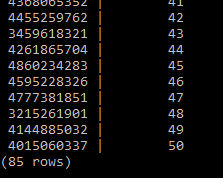 4368065352 | 41
4455259762 | 42
3459618321 | 43
4261865704 | 44
4860234283 | 45
4595228326 | 46
4777381851 | 47
3215261901 | 48
4144885032 | 49
4015060337 | 50
(85 rows)